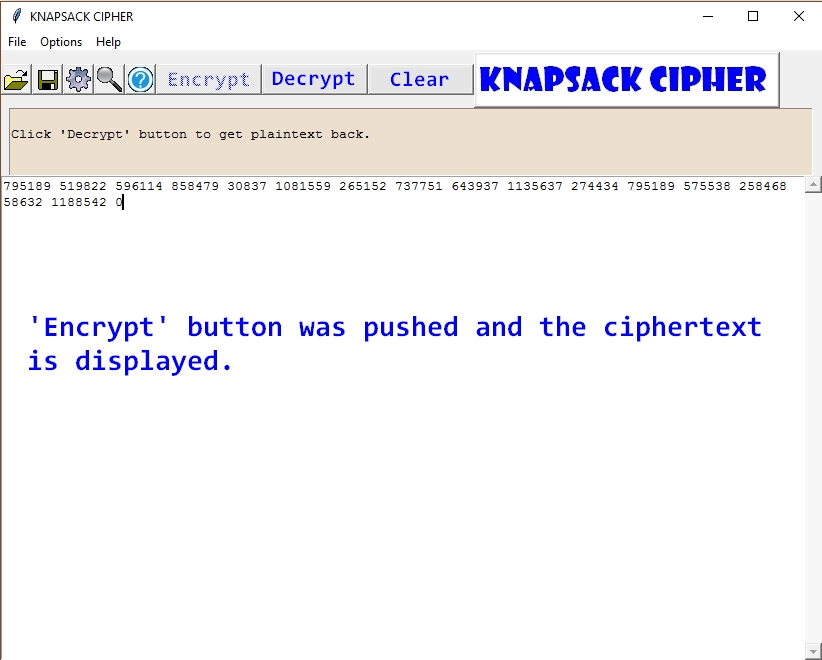 KNAPSACK CIPHER
File Options Help
Encrypt Decrypt Clear KNAPSACK CIPHER
Click 'Decrypt' button to get plaintext back.
795189 519822 596114 858479 30837 1081559 265152 737751 643937 1135637 274434 795189 575538 258468
58632 1188542 0
'Encrypt' button was pushed and the ciphertext
is displayed.